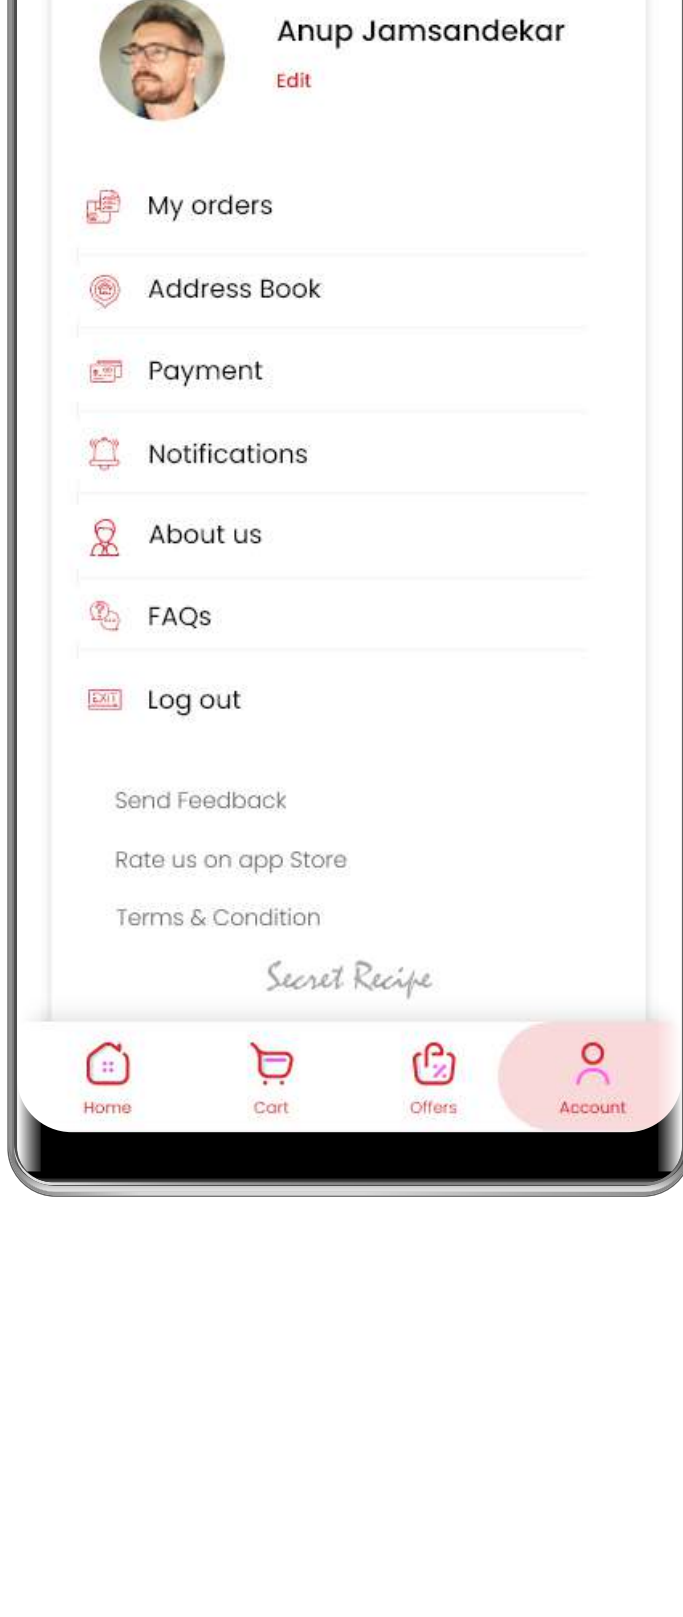 Anup Jamsandekar
Edit
My orders
Address Book
Payment
Notifications
About us
FAQs
EXIT
Log out
Send Feedback
Rate us on app Store
Terms & Condition
Secret Recipe
Home
Cart
Offers
Account